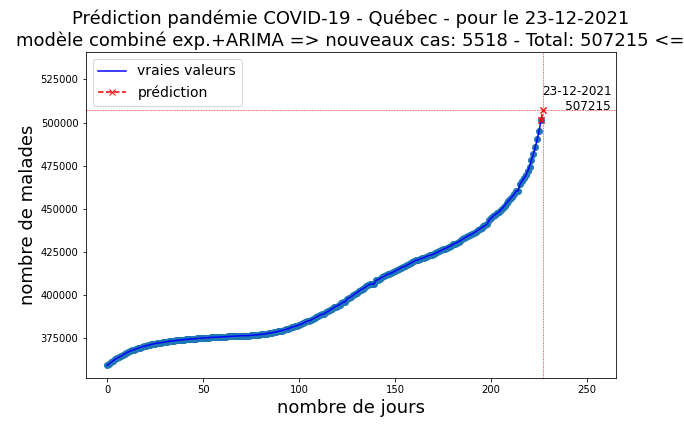 Prédiction pandémie COVID-19 - Québec - pour le 23-12-2021
modèle combiné exp.+ARIMA => nouveaux cas: 5518 - Total: 507215 <=
vraies valeurs
prédiction
23-12-2021
507215
nombre de malades
525000
500000
475000
450000
425000
400000
375000
0 50 100 150 200 250
nombre de jours